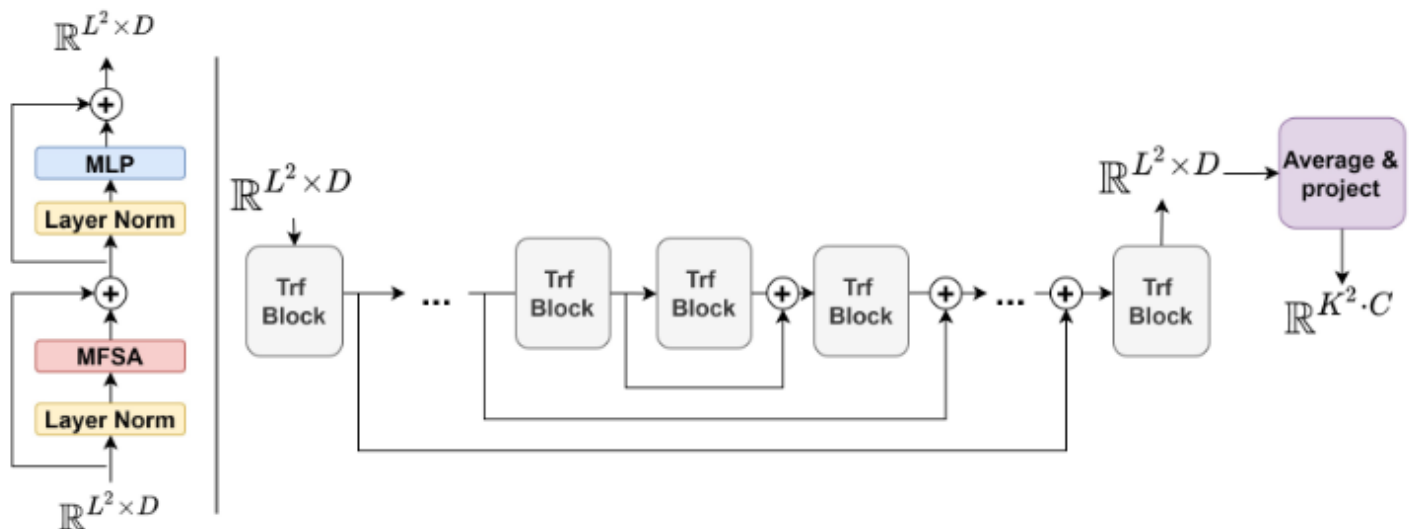 ℝ^{L² × D}
MLP
Layer Norm
MFSA
Layer Norm
ℝ^{L² × D}
ℝ^{L² × D}
Trf
Block
...
Trf
Block
Trf
Block
Trf
Block
...
Trf
Block
ℝ^{L² × D}
Average &
project
ℝ^{K² · C}